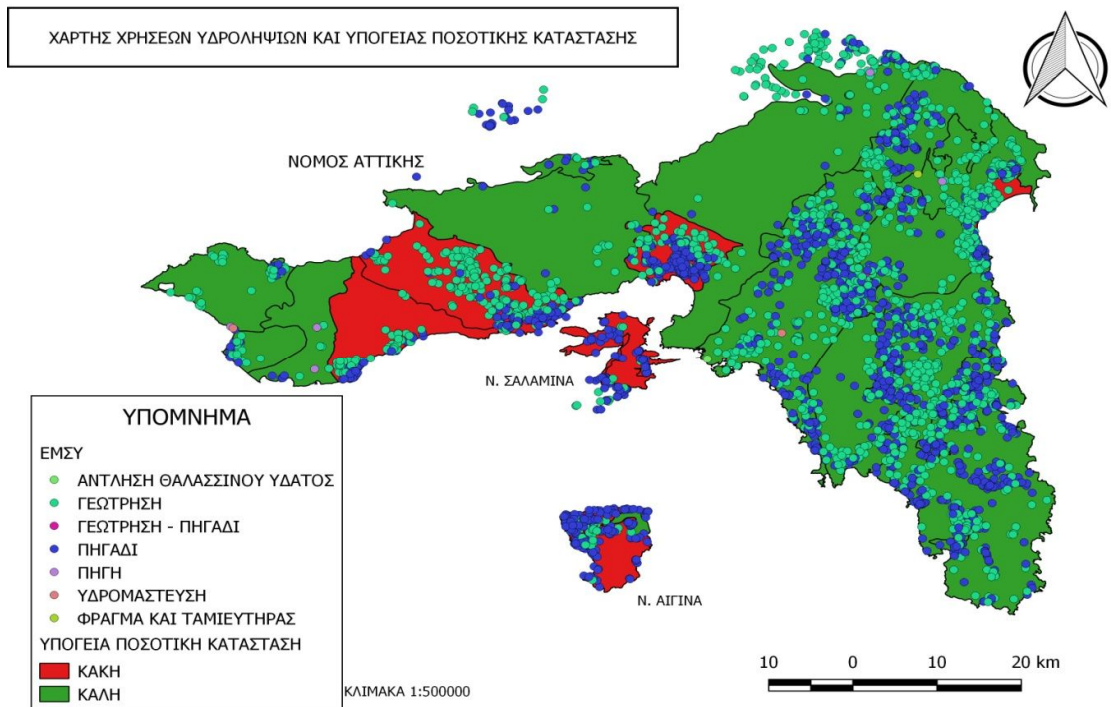 ΧΑΡΤΗΣ ΧΡΗΣΕΩΝ ΥΔΡΟΛΗΨΙΩΝ ΚΑΙ ΥΠΟΓΕΙΑΣ ΠΟΣΟΤΙΚΗΣ ΚΑΤΑΣΤΑΣΗΣ
ΝΟΜΟΣ ΑΤΤΙΚΗΣ
Ν. ΣΑΛΑΜΙΝΑ
Ν. ΑΙΓΙΝΑ
ΥΠΟΜΝΗΜΑ
ΕΜΣΥ
ΑΝΤΛΗΣΗ ΘΑΛΑΣΣΙΝΟΥ ΥΔΑΤΟΣ
ΓΕΩΤΡΗΣΗ
ΓΕΩΤΡΗΣΗ - ΠΗΓΑΔΙ
ΠΗΓΑΔΙ
ΠΗΓΗ
ΥΔΡΟΜΑΣΤΕΥΣΗ
ΦΡΑΓΜΑ ΚΑΙ ΤΑΜΙΕΥΤΗΡΑΣ
ΥΠΟΓΕΙΑ ΠΟΣΟΤΙΚΗ ΚΑΤΑΣΤΑΣΗ
ΚΑΚΗ
ΚΑΛΗ
ΚΛΙΜΑΚΑ 1:500000
10 0 10 20 km